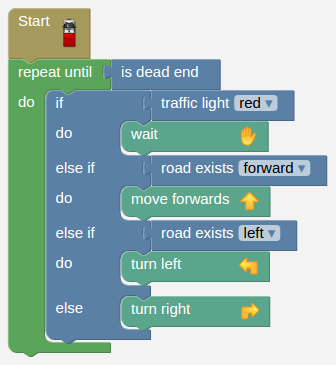 Start
repeat until is dead end
do if traffic light red ▾
do wait
else if road exists forward ▾
do move forwards
else if road exists left ▾
do turn left
else turn right